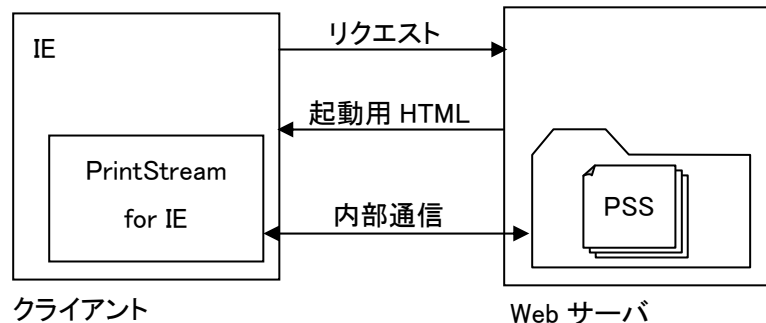 IE
リクエスト
起動用 HTML
PrintStream
for IE
内部通信
PSS
クライアント
Web サーバ